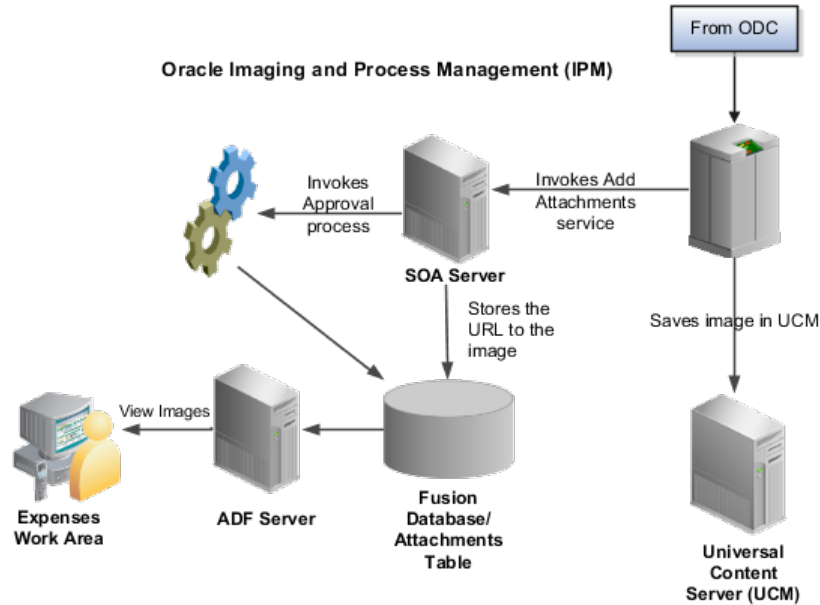 From ODC
Oracle Imaging and Process Management (IPM)
Invokes
Approval
process
Invokes Add
Attachments
service
SOA Server
Stores the
URL to the
image
Saves image in UCM
View Images
Expenses
Work Area
ADF Server
Fusion
Database/
Attachments
Table
Universal
Content
Server (UCM)